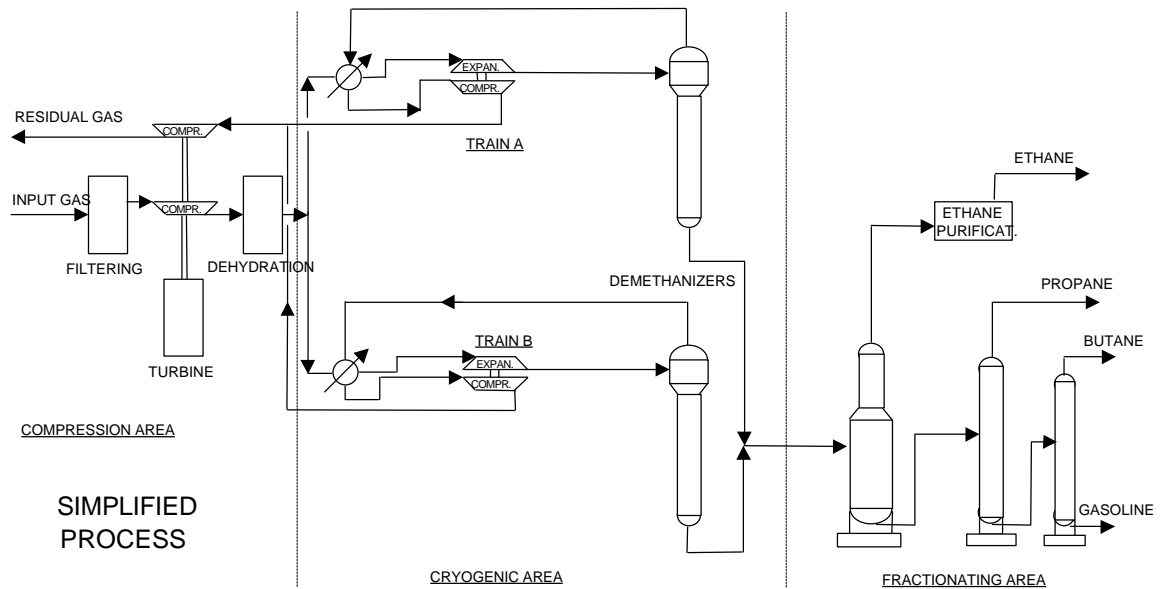 EXPAN.
COMPR.
RESIDUAL GAS
COMPR.
TRAIN A
ETHANE
INPUT GAS
COMPR.
ETHANE
PURIFICAT.
FILTERING
DEHYDRATION
DEMETHANIZERS
PROPANE
TRAIN B
BUTANE
EXPAN.
TURBINE
COMPR.
COMPRESSION AREA
SIMPLIFIED
PROCESS
GASOLINE
CRYOGENIC AREA
FRACTIONATING AREA